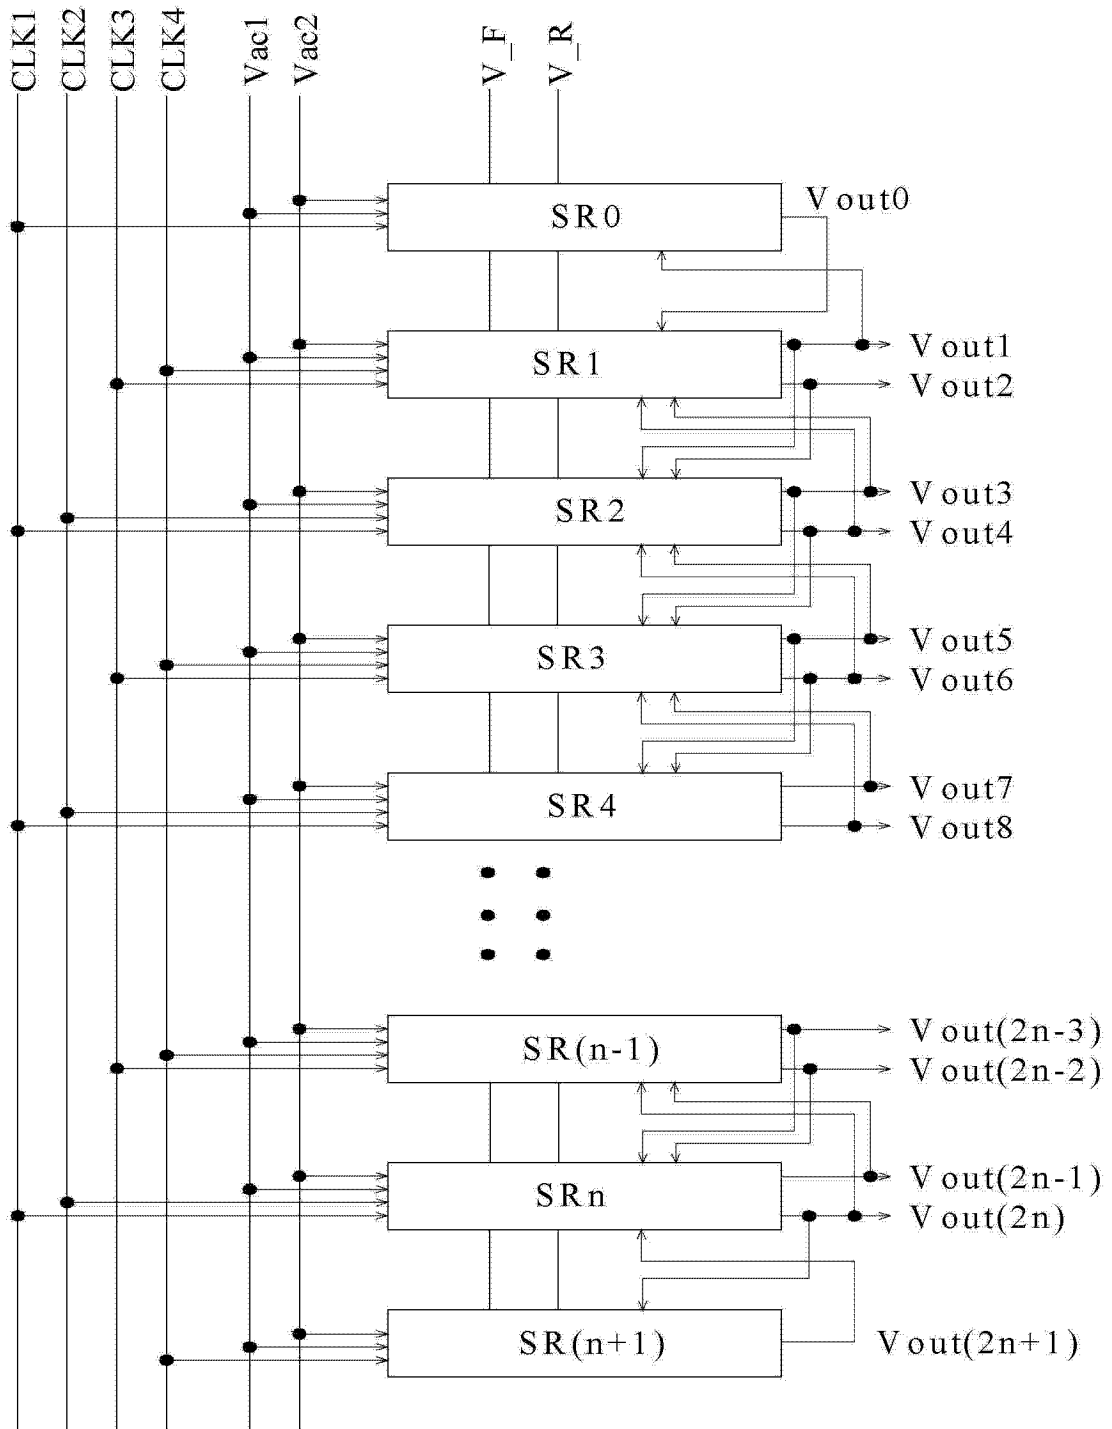 CLK1
CLK2
CLK3
CLK4
Vac1
Vac2
V_F
V_R
SR0
Vout0
SR1
Vout1
Vout2
SR2
Vout3
Vout4
SR3
Vout5
Vout6
SR4
Vout7
Vout8
SR(n-1)
Vout(2n-3)
Vout(2n-2)
SRn
Vout(2n-1)
Vout(2n)
SR(n+1)
Vout(2n+1)